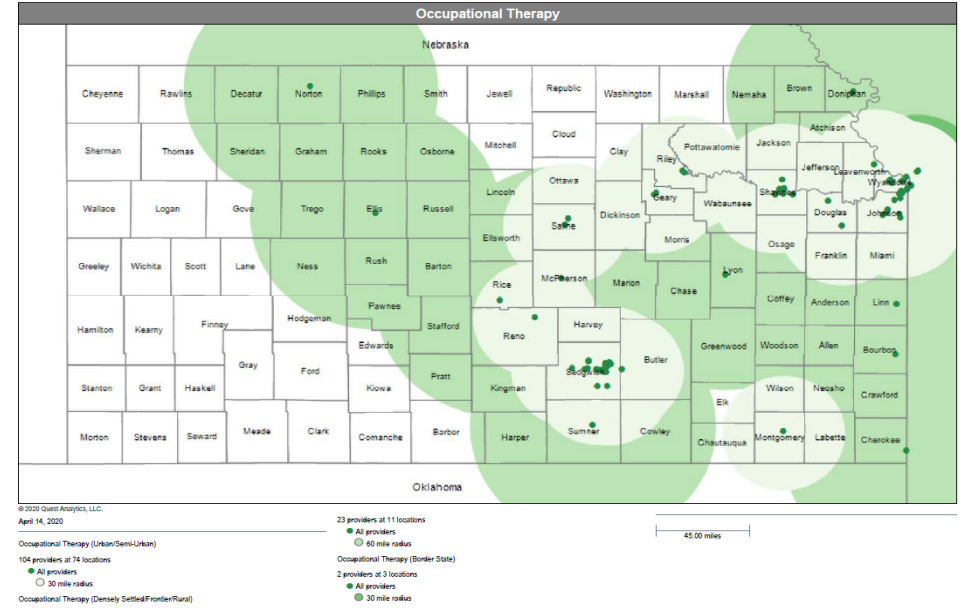 Occupational Therapy
Nebraska
Cheyenne Rawlins Decatur Norton Phillips Smith Jewell Republic Washington Marshall Nemaha Brown Doniphan
Sherman Thomas Sheridan Graham Rooks Osborne Mitchell Cloud Clay Riley Pottawatomie Jackson Atchison
Jefferson Leavenworth
Wyandotte
Wallace Logan Gove Trego Ellis Russell Lincoln Ottawa Saline Dickinson Geary Wabaunsee Shawnee Douglas Johnson
Greeley Wichita Scott Lane Ness Rush Barton Ellsworth McPherson Marion Morris Chase Lyon Osage Franklin Miami
Hamilton Kearny Finney Hodgeman Pawnee Stafford Rice Reno Harvey Coffey Anderson Linn
Edwards
Stanton Grant Haskell Gray Ford Kiowa Pratt Kingman Sedgwick Butler Greenwood Woodson Allen Bourbon
Elk Wilson Neosho Crawford
Morton Stevens Seward Meade Clark Comanche Barber Harper Sumner Cowley Chautauqua Montgomery Labette Cherokee
Oklahoma
© 2020 Quest Analytics, LLC.
April 14, 2020
Occupational Therapy (Urban/Semi-Urban)
104 providers at 74 locations
All providers
30 mile radius
Occupational Therapy (Densely Settled/Frontier/Rural)
23 providers at 11 locations
All providers
60 mile radius
Occupational Therapy (Border State)
2 providers at 3 locations
All providers
30 mile radius
45.00 miles